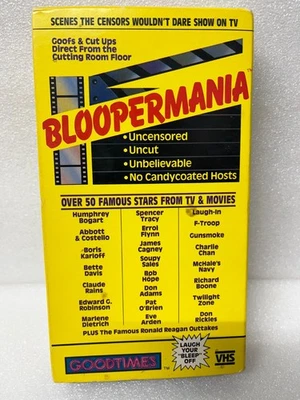 SCENES THE CENSORS WOULDN'T DARE SHOW ON TV
Goofs & Cut Ups
Direct From the
Cutting Room Floor
BLOOPERMANIA
• Uncensored
• Uncut
• Unbelievable
• No Candycoated Hosts
OVER 50 FAMOUS STARS FROM TV & MOVIES
Humphrey
Bogart
Abbott
& Costello
Boris
Karloff
Bette
Davis
Claude
Rains
Edward G.
Robinson
Marlene
Dietrich
Spencer
Tracy
Errol
Flynn
James
Cagney
Soupy
Sales
Bob
Hope
Don
Adams
Pat
O'Brien
Eve
Arden
Laugh-In
F-Troop
Gunsmoke
Charlie
Chan
McHale's
Navy
Richard
Boone
Twilight
Zone
Don
Rickles
PLUS The Famous Ronald Reagan Outtakes
GOODTIMES
TM
LAUGH
YOUR
"BLEEP"
OFF
VHS